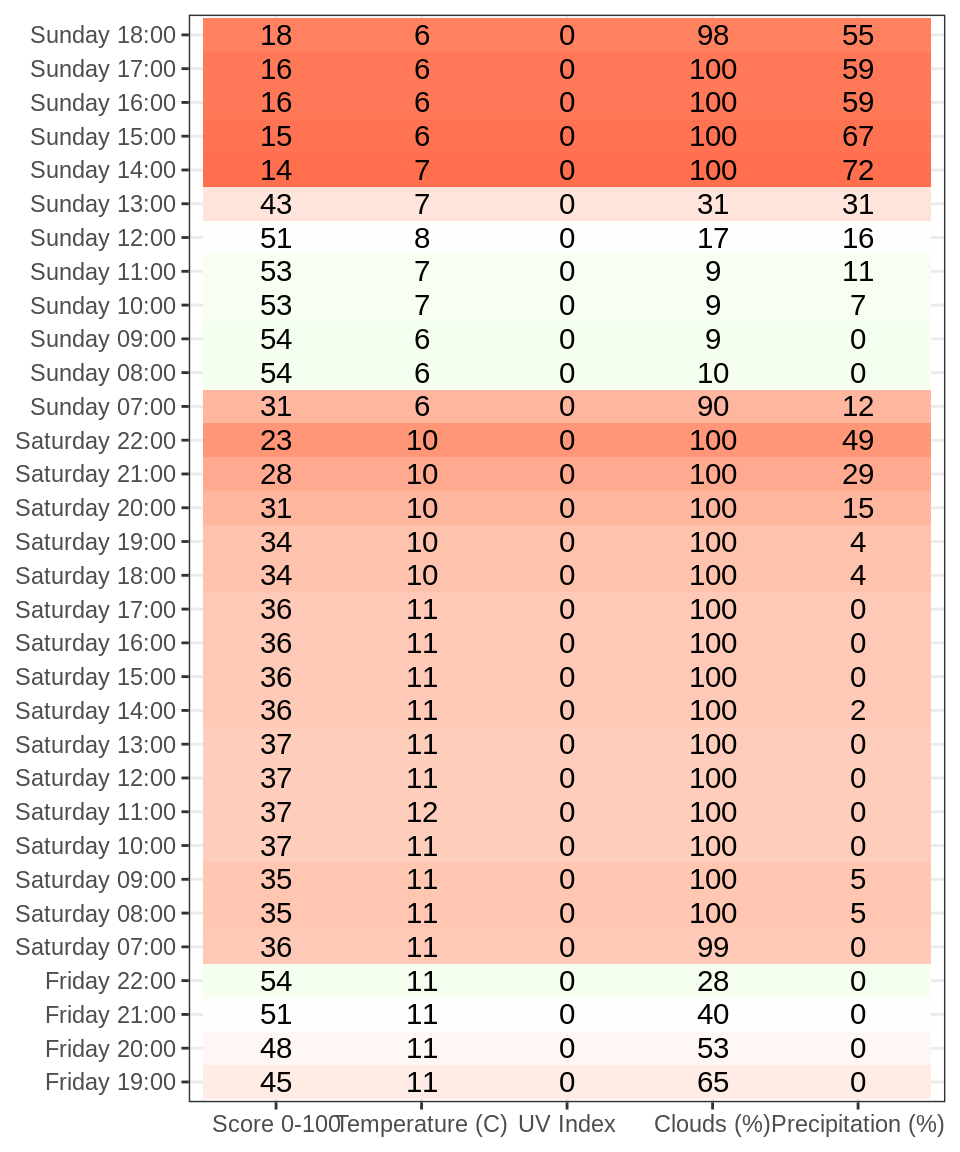 Sunday 18:00 18 6 0 98 55
Sunday 17:00 16 6 0 100 59
Sunday 16:00 16 6 0 100 59
Sunday 15:00 15 6 0 100 67
Sunday 14:00 14 7 0 100 72
Sunday 13:00 43 7 0 31 31
Sunday 12:00 51 8 0 17 16
Sunday 11:00 53 7 0 9 11
Sunday 10:00 53 7 0 9 7
Sunday 09:00 54 6 0 9 0
Sunday 08:00 54 6 0 10 0
Sunday 07:00 31 6 0 90 12
Saturday 22:00 23 10 0 100 49
Saturday 21:00 28 10 0 100 29
Saturday 20:00 31 10 0 100 15
Saturday 19:00 34 10 0 100 4
Saturday 18:00 34 10 0 100 4
Saturday 17:00 36 11 0 100 0
Saturday 16:00 36 11 0 100 0
Saturday 15:00 36 11 0 100 0
Saturday 14:00 36 11 0 100 2
Saturday 13:00 37 11 0 100 0
Saturday 12:00 37 11 0 100 0
Saturday 11:00 37 12 0 100 0
Saturday 10:00 37 11 0 100 0
Saturday 09:00 35 11 0 100 5
Saturday 08:00 35 11 0 100 5
Saturday 07:00 36 11 0 99 0
Friday 22:00 54 11 0 28 0
Friday 21:00 51 11 0 40 0
Friday 20:00 48 11 0 53 0
Friday 19:00 45 11 0 65 0
Score 0-100 Temperature (C) UV Index Clouds (%) Precipitation (%)